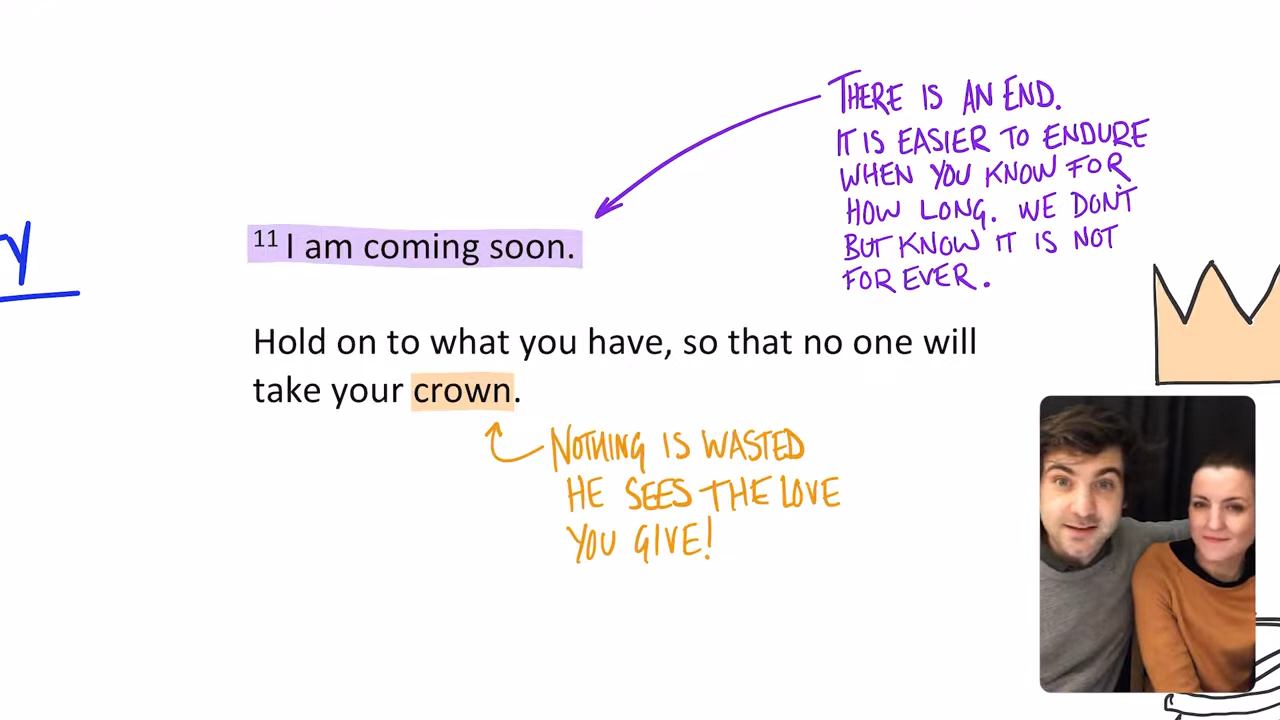 THERE IS AN END.
IT IS EASIER TO ENDURE
WHEN YOU KNOW FOR
HOW LONG. WE DON'T
BUT KNOW IT IS NOT
FOR EVER.
y
11 I am coming soon.
Hold on to what you have, so that no one will
take your crown.
NOTHING IS WASTED
HE SEES THE LOVE
YOU GIVE!